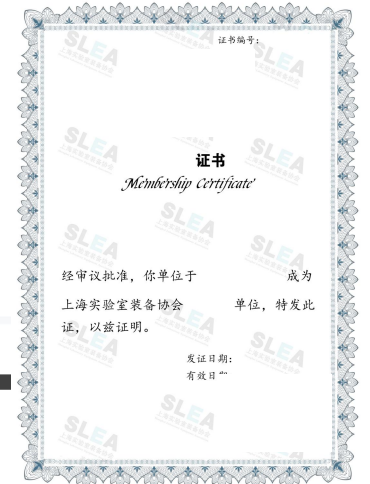 证书编号：
证书
Membership Certificate
经审议批准，你单位于 成为
上海实验室装备协会 单位，特发此
证，以兹证明。
发证日期：
有效日
SLEA